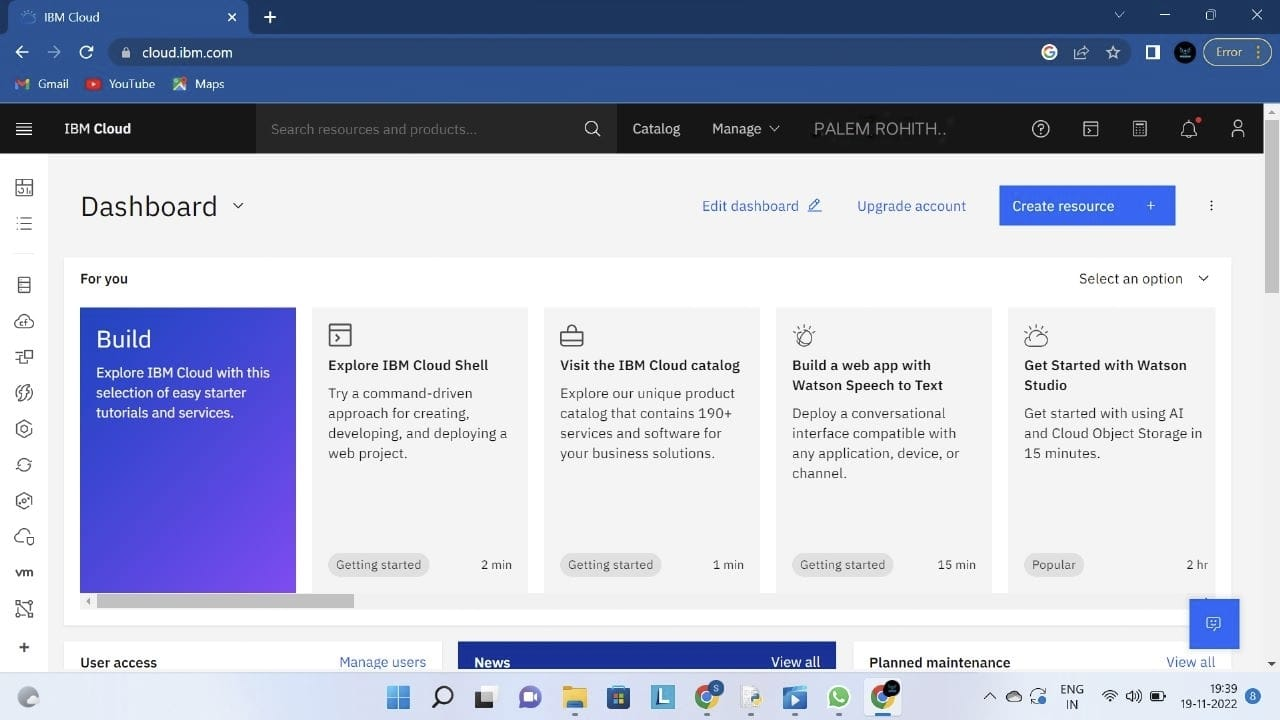 IBM Cloud
cloud.ibm.com
Error
Gmail
YouTube
Maps
IBM Cloud
Search resources and products...
Catalog
Manage
PALEM ROHITH..
Dashboard
Edit dashboard
Upgrade account
Create resource +
For you
Select an option
Build
Explore IBM Cloud with this
selection of easy starter
tutorials and services.
Explore IBM Cloud Shell
Try a command-driven
approach for creating,
developing, and deploying a
web project.
Getting started
2 min
Visit the IBM Cloud catalog
Explore our unique product
catalog that contains 190+
services and software for
your business solutions.
Getting started
1 min
Build a web app with
Watson Speech to Text
Deploy a conversational
interface compatible with
any application, device, or
channel.
Getting started
15 min
Get Started with Watson
Studio
Get started with using AI
and Cloud Object Storage in
15 minutes.
Popular
2 hr
vm
User access
Manage users
News
View all
Planned maintenance
View all
L
S
ENG
IN
19:39
19-11-2022
8